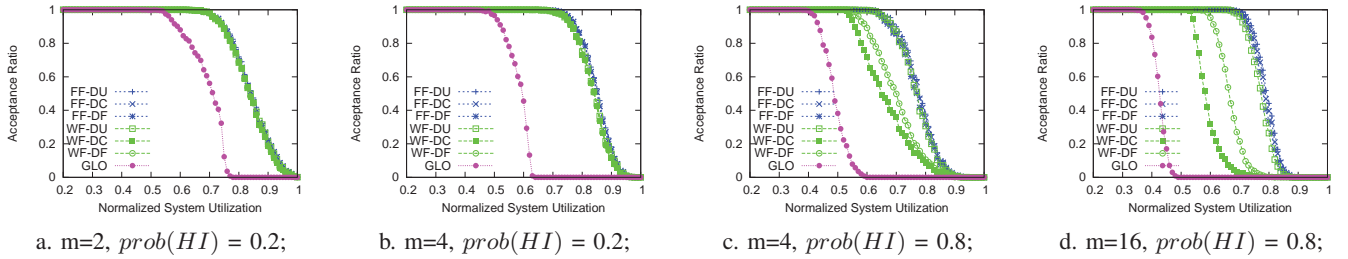 Acceptance Ratio
1
0.8
0.6
0.4
0.2
0
FF-DU
FF-DC
FF-DF
WF-DU
WF-DC
WF-DF
GLO
0.2 0.3 0.4 0.5 0.6 0.7 0.8 0.9 1
Normalized System Utilization
a. m=2, prob(HI) = 0.2;
Acceptance Ratio
1
0.8
0.6
0.4
0.2
0
FF-DU
FF-DC
FF-DF
WF-DU
WF-DC
WF-DF
GLO
0.2 0.3 0.4 0.5 0.6 0.7 0.8 0.9 1
Normalized System Utilization
b. m=4, prob(HI) = 0.2;
Acceptance Ratio
1
0.8
0.6
0.4
0.2
0
FF-DU
FF-DC
FF-DF
WF-DU
WF-DC
WF-DF
GLO
0.2 0.3 0.4 0.5 0.6 0.7 0.8 0.9 1
Normalized System Utilization
c. m=4, prob(HI) = 0.8;
Acceptance Ratio
1
0.8
0.6
0.4
0.2
0
FF-DU
FF-DC
FF-DF
WF-DU
WF-DC
WF-DF
GLO
0.2 0.3 0.4 0.5 0.6 0.7 0.8 0.9 1
Normalized System Utilization
d. m=16, prob(HI) = 0.8;